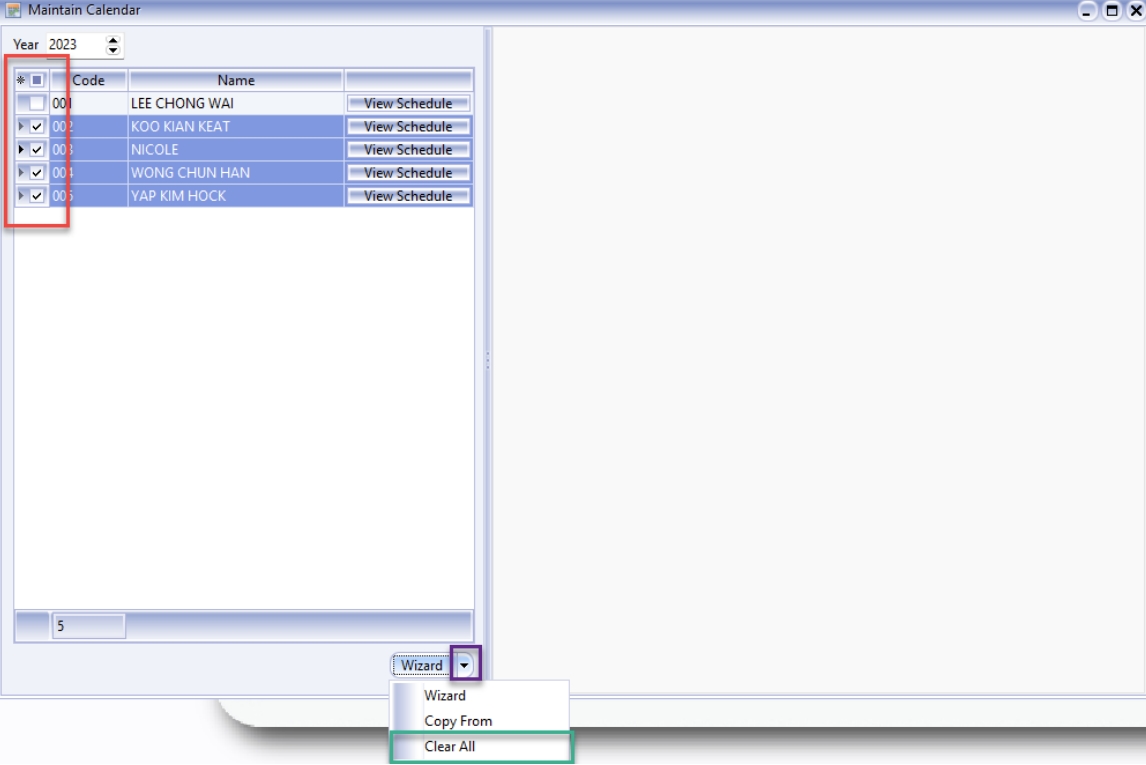 Maintain Calendar
Year 2023
Code Name
001 LEE CHONG WAI View Schedule
002 KOO KIAN KEAT View Schedule
003 NICOLE View Schedule
004 WONG CHUN HAN View Schedule
005 YAP KIM HOCK View Schedule
5
Wizard
Wizard
Copy From
Clear All